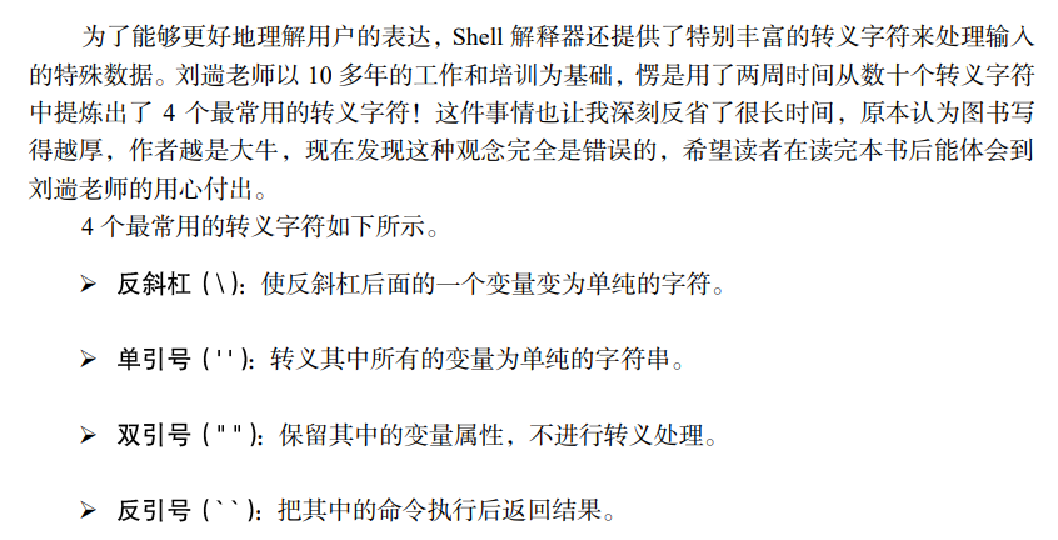 为了能够更好地理解用户的表达，Shell 解释器还提供了特别丰富的转义字符来处理输入
的特殊数据。刘遄老师以 10 多年的工作和培训为基础，愣是用了两周时间从数十个转义字符
中提炼出了 4 个最常用的转义字符！这件事情也让我深刻反省了很长时间，原本认为图书写
得越厚，作者越是大牛，现在发现这种观念完全是错误的，希望读者在读完本书后能体会到
刘遄老师的用心付出。
4 个最常用的转义字符如下所示。
➢ 反斜杠（\）：使反斜杠后面的一个变量变为单纯的字符。
➢ 单引号（''）：转义其中所有的变量为单纯的字符串。
➢ 双引号（""）：保留其中的变量属性，不进行转义处理。
➢ 反引号（``）：把其中的命令执行后返回结果。